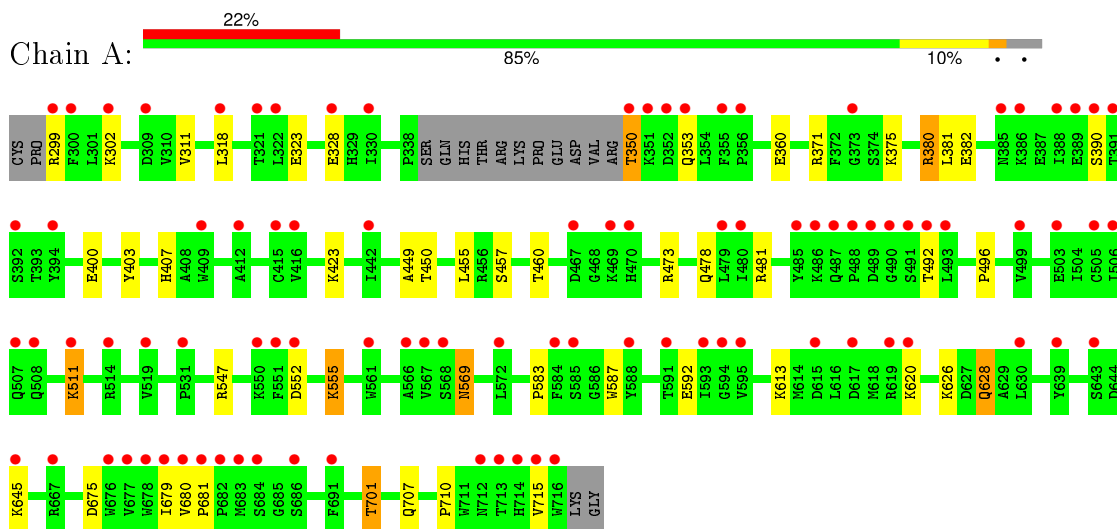 22%
Chain A:
85% 10% • •
CYS PRO R299 F300 L301 K302 D309 V310 V311 L318 T321 L322 E323 E328 H329 I330 P338 SER GLN HIS THR ARG LYS PRO GLU ASP VAL ARG T350 K351 D352 Q353 L354 F355 P356 E360 R371 F372 G373 S374 K375 R380 L381 E382 N385 K386 E387 I388 E389 S390 T391
S392 T393 Y394 E400 Y403 H407 A408 W409 A412 C415 V416 K423 I442 A449 T450 L455 R456 S457 T460 D467 G468 K469 H470 R473 Q478 L479 I480 R481 Y485 K486 Q487 P488 D489 G490 S491 T492 L493 P496 V499 E503 I504 C505 I506
Q507 Q508 K511 R514 V519 P531 R547 K550 F551 D552 K555 W561 A566 V567 S568 N569 L572 P583 F584 S585 G586 W587 Y588 T591 E592 I593 G594 V595 K613 M614 D615 L616 D617 M618 R619 K620 K626 D627 Q628 A629 L630 Y639 S643 D644
K645 R667 D675 W676 V677 W678 I679 V680 P681 P682 M683 S684 G685 S686 F691 T701 Q707 P710 W711 N712 T713 H714 V715 W716 LYS GLY